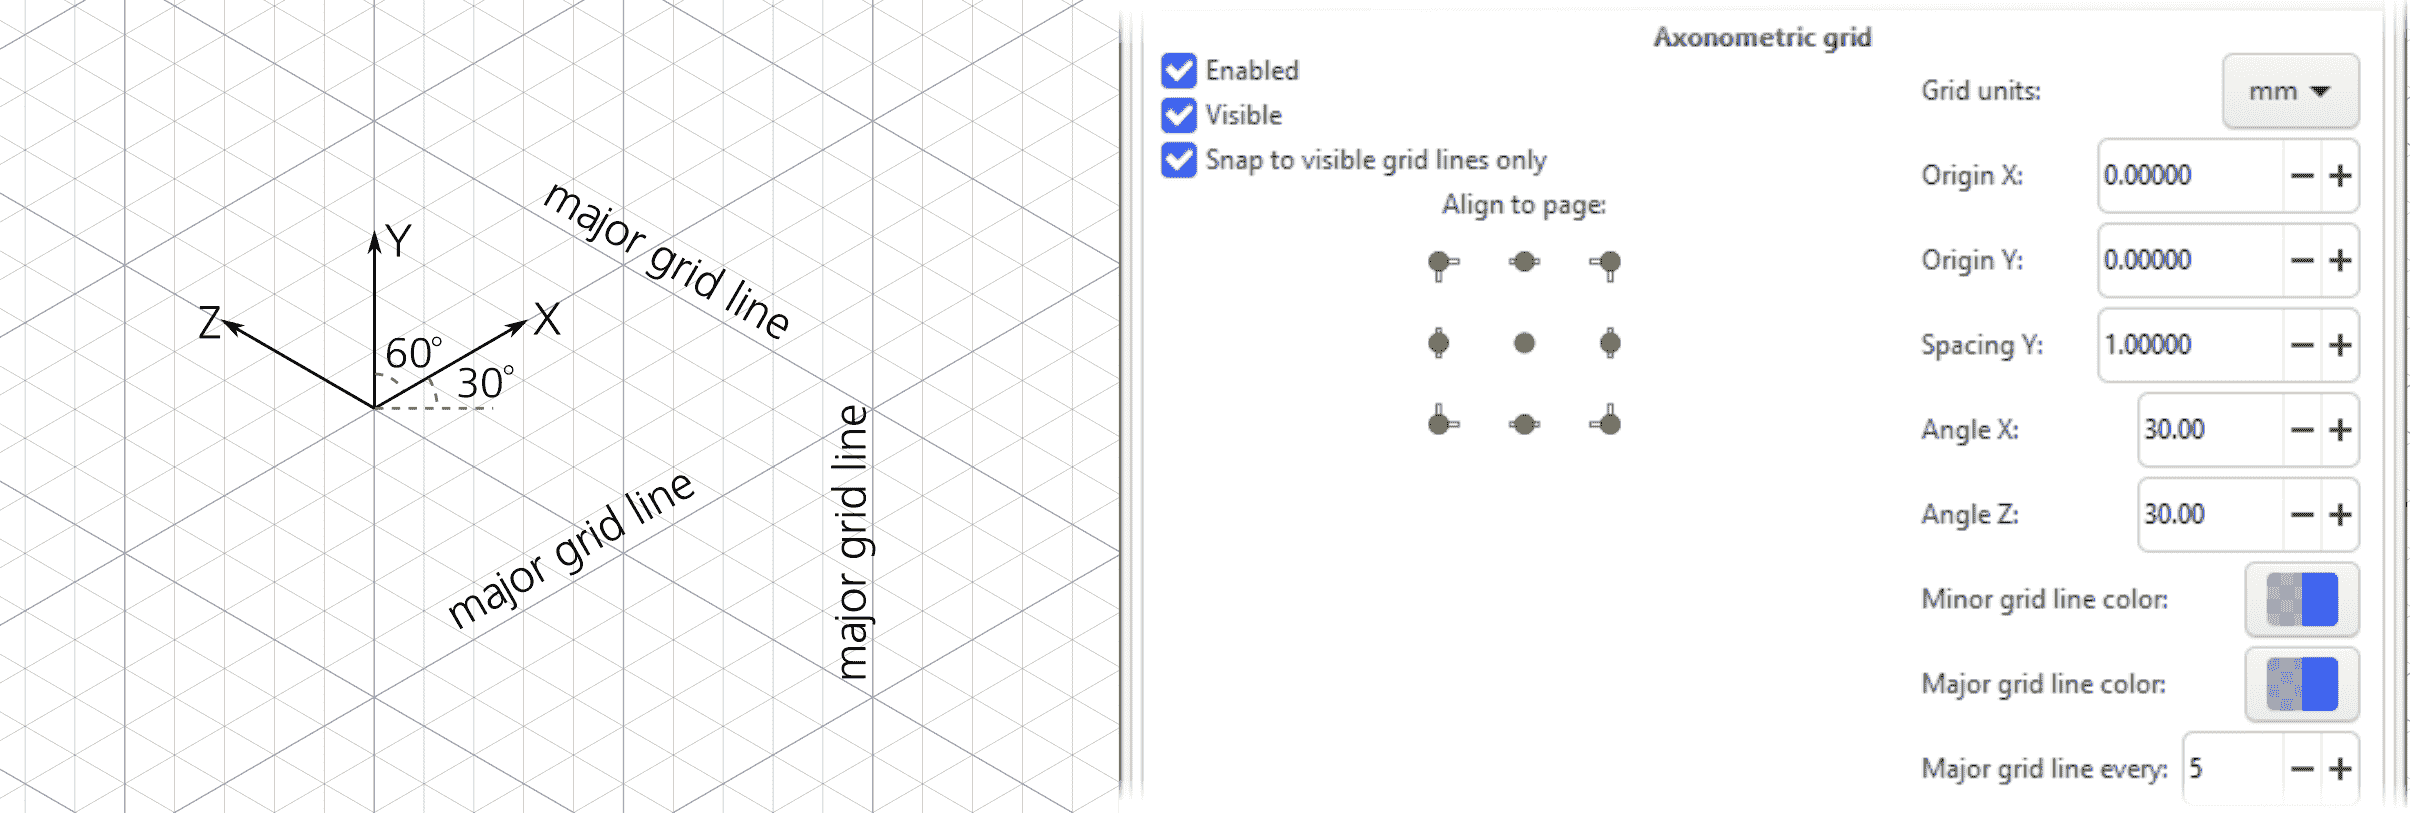 Y
Z
X
60°
30°
major grid line
major grid line
major grid line
Axonometric grid
Enabled
Visible
Snap to visible grid lines only
Align to page:
Grid units: mm
Origin X: 0.00000
Origin Y: 0.00000
Spacing Y: 1.00000
Angle X: 30.00
Angle Z: 30.00
Minor grid line color:
Major grid line color:
Major grid line every: 5